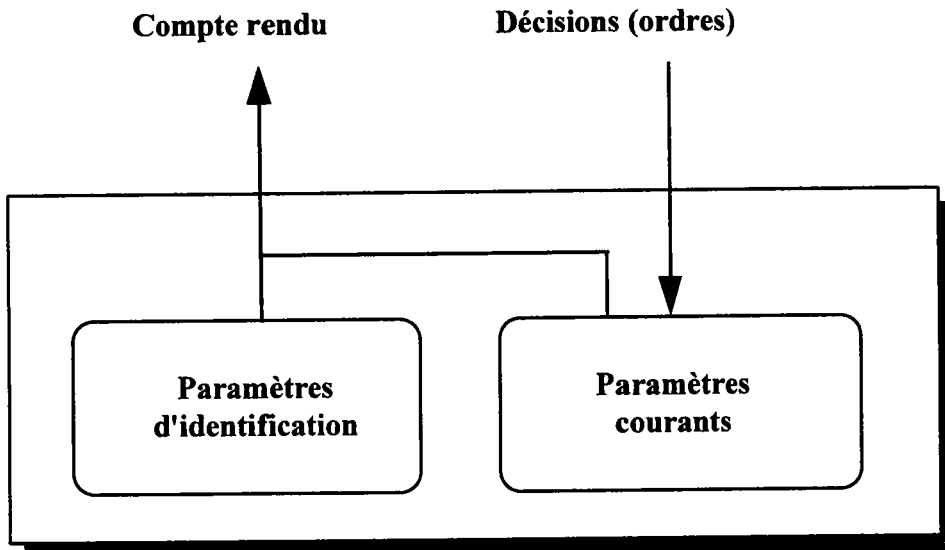 Compte rendu
Décisions (ordres)
Paramètres
d'identification
Paramètres
courants